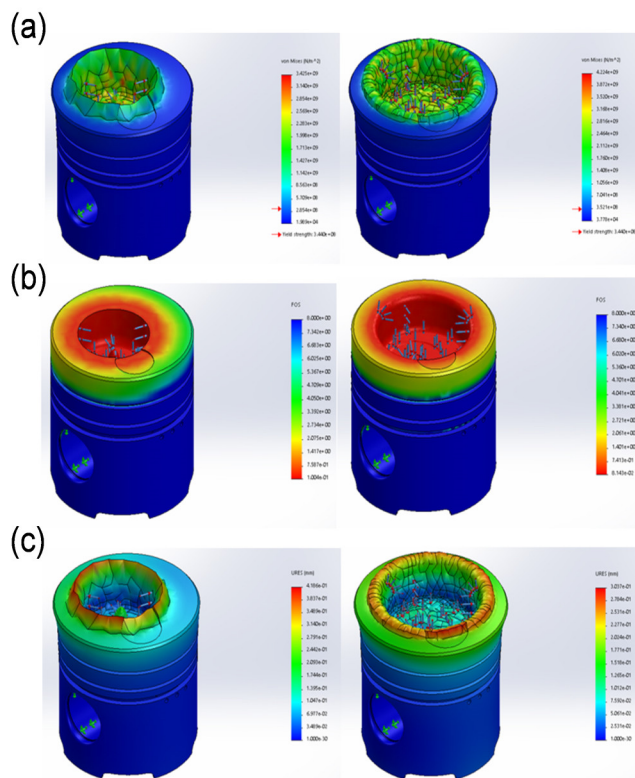 (a)
von Mises (N/m^2)
3.425e+09
3.140e+09
2.854e+09
2.569e+09
2.283e+09
1.998e+09
1.713e+09
1.427e+09
1.142e+09
8.563e+08
5.709e+08
2.854e+08
1.869e+04
Yield strength: 3.440e+08
von Mises (N/m^2)
4.224e+09
3.872e+09
3.520e+09
3.168e+09
2.816e+09
2.464e+09
2.112e+09
1.760e+09
1.408e+09
1.056e+09
7.041e+08
3.521e+08
3.778e+04
Yield strength: 3.440e+08
(b)
FOS
8.000e+00
7.342e+00
6.683e+00
6.025e+00
5.367e+00
4.709e+00
4.050e+00
3.392e+00
2.734e+00
2.075e+00
1.417e+00
7.587e-01
1.004e-01
FOS
8.000e+00
7.340e+00
6.680e+00
6.020e+00
5.360e+00
4.701e+00
4.041e+00
3.381e+00
2.721e+00
2.061e+00
1.401e+00
7.413e-01
8.143e-02
(c)
URES (mm)
4.186e-01
3.837e-01
3.489e-01
3.140e-01
2.791e-01
2.442e-01
2.093e-01
1.744e-01
1.395e-01
1.047e-01
6.977e-02
3.489e-02
1.000e-30
URES (mm)
3.037e-01
2.784e-01
2.531e-01
2.277e-01
2.024e-01
1.771e-01
1.518e-01
1.265e-01
1.012e-01
7.592e-02
5.061e-02
2.531e-02
1.000e-30